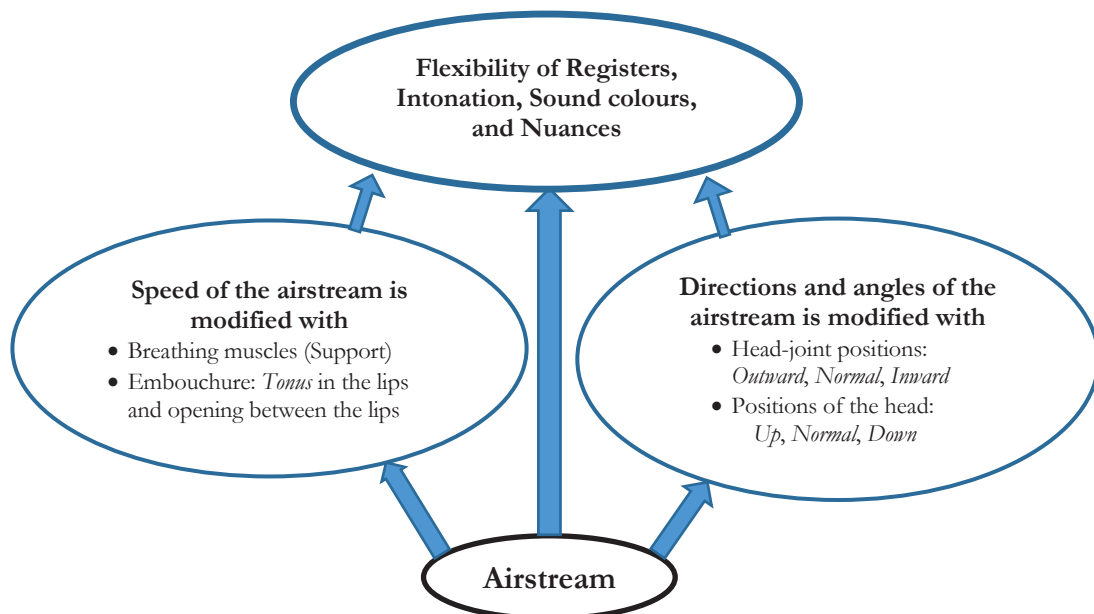 Flexibility of Registers,
Intonation, Sound colours,
and Nuances
Speed of the airstream is
modified with
• Breathing muscles (Support)
• Embouchure: Tonus in the lips
and opening between the lips
Directions and angles of the
airstream is modified with
• Head-joint positions:
Outward, Normal, Inward
• Positions of the head:
Up, Normal, Down
Airstream